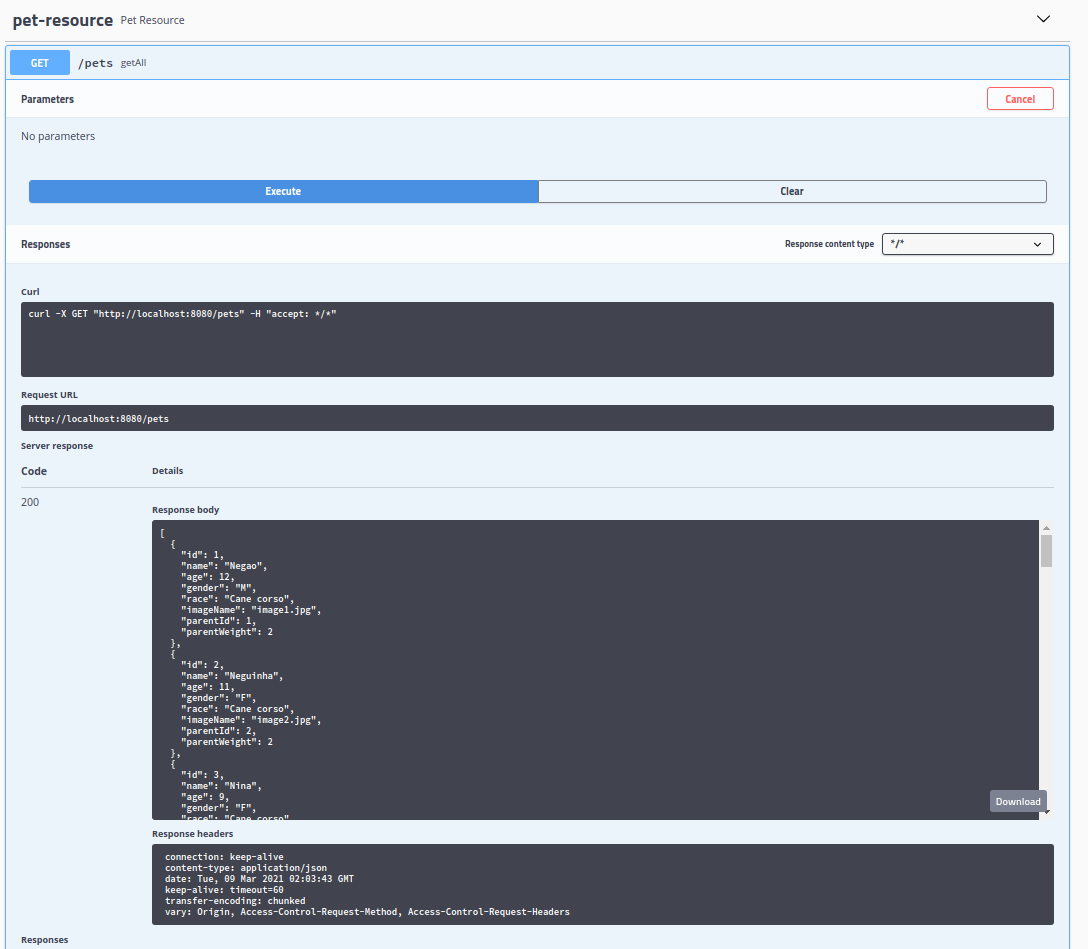 pet-resource Pet Resource
GET /pets getAll
Parameters Cancel
No parameters
Execute Clear
Responses Response content type */*
Curl
curl -X GET "http://localhost:8080/pets" -H "accept: */*"
Request URL
http://localhost:8080/pets
Server response
Code Details
200
Response body
[
  {
    "id": 1,
    "name": "Negao",
    "age": 12,
    "gender": "M",
    "race": "Cane corso",
    "imageName": "image1.jpg",
    "parentId": 1,
    "parentWeight": 2
  },
  {
    "id": 2,
    "name": "Neguinha",
    "age": 11,
    "gender": "F",
    "race": "Cane corso",
    "imageName": "image2.jpg",
    "parentId": 2,
    "parentWeight": 2
  },
  {
    "id": 3,
    "name": "Nina",
    "age": 9,
    "gender": "F",
    "race": "Cane corso"
Download
Response headers
connection: keep-alive
content-type: application/json
date: Tue, 09 Mar 2021 02:03:43 GMT
keep-alive: timeout=60
transfer-encoding: chunked
vary: Origin, Access-Control-Request-Method, Access-Control-Request-Headers
Responses